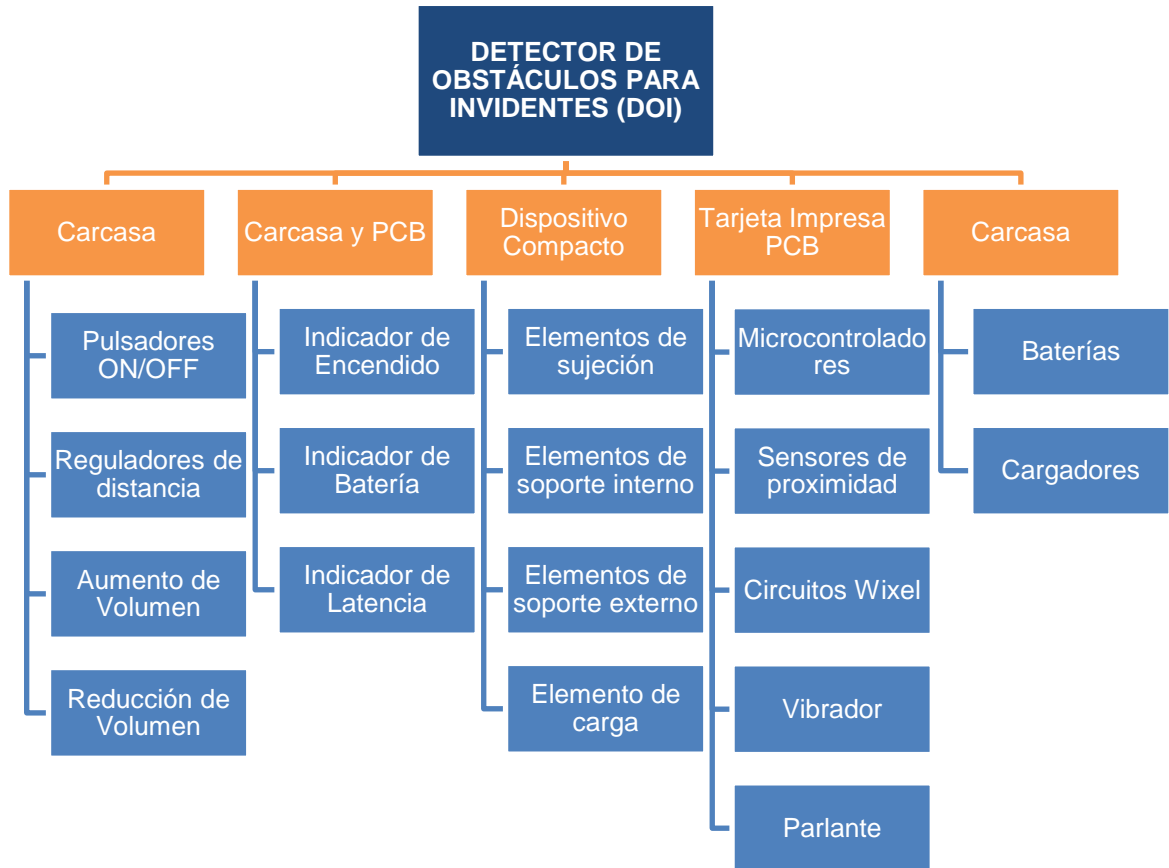 DETECTOR DE
OBSTÁCULOS PARA
INVIDENTES (DOI)
Carcasa
Pulsadores
ON/OFF
Reguladores de
distancia
Aumento de
Volumen
Reducción de
Volumen
Carcasa y PCB
Indicador de
Encendido
Indicador de
Batería
Indicador de
Latencia
Dispositivo
Compacto
Elementos de
sujeción
Elementos de
soporte interno
Elementos de
soporte externo
Elemento de
carga
Tarjeta Impresa
PCB
Microcontrolado
res
Sensores de
proximidad
Circuitos Wixel
Vibrador
Parlante
Carcasa
Baterías
Cargadores